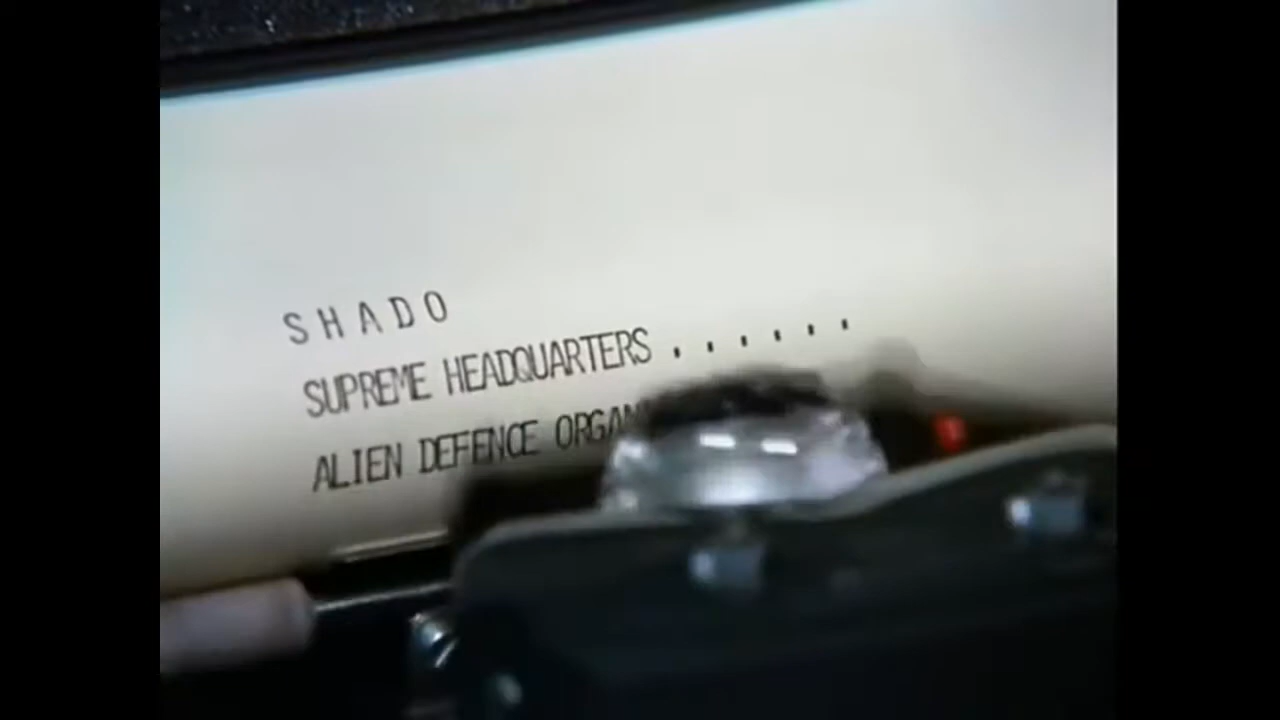 S H A D O
SUPREME HEADQUARTERS . . . . . .
ALIEN DEFENCE